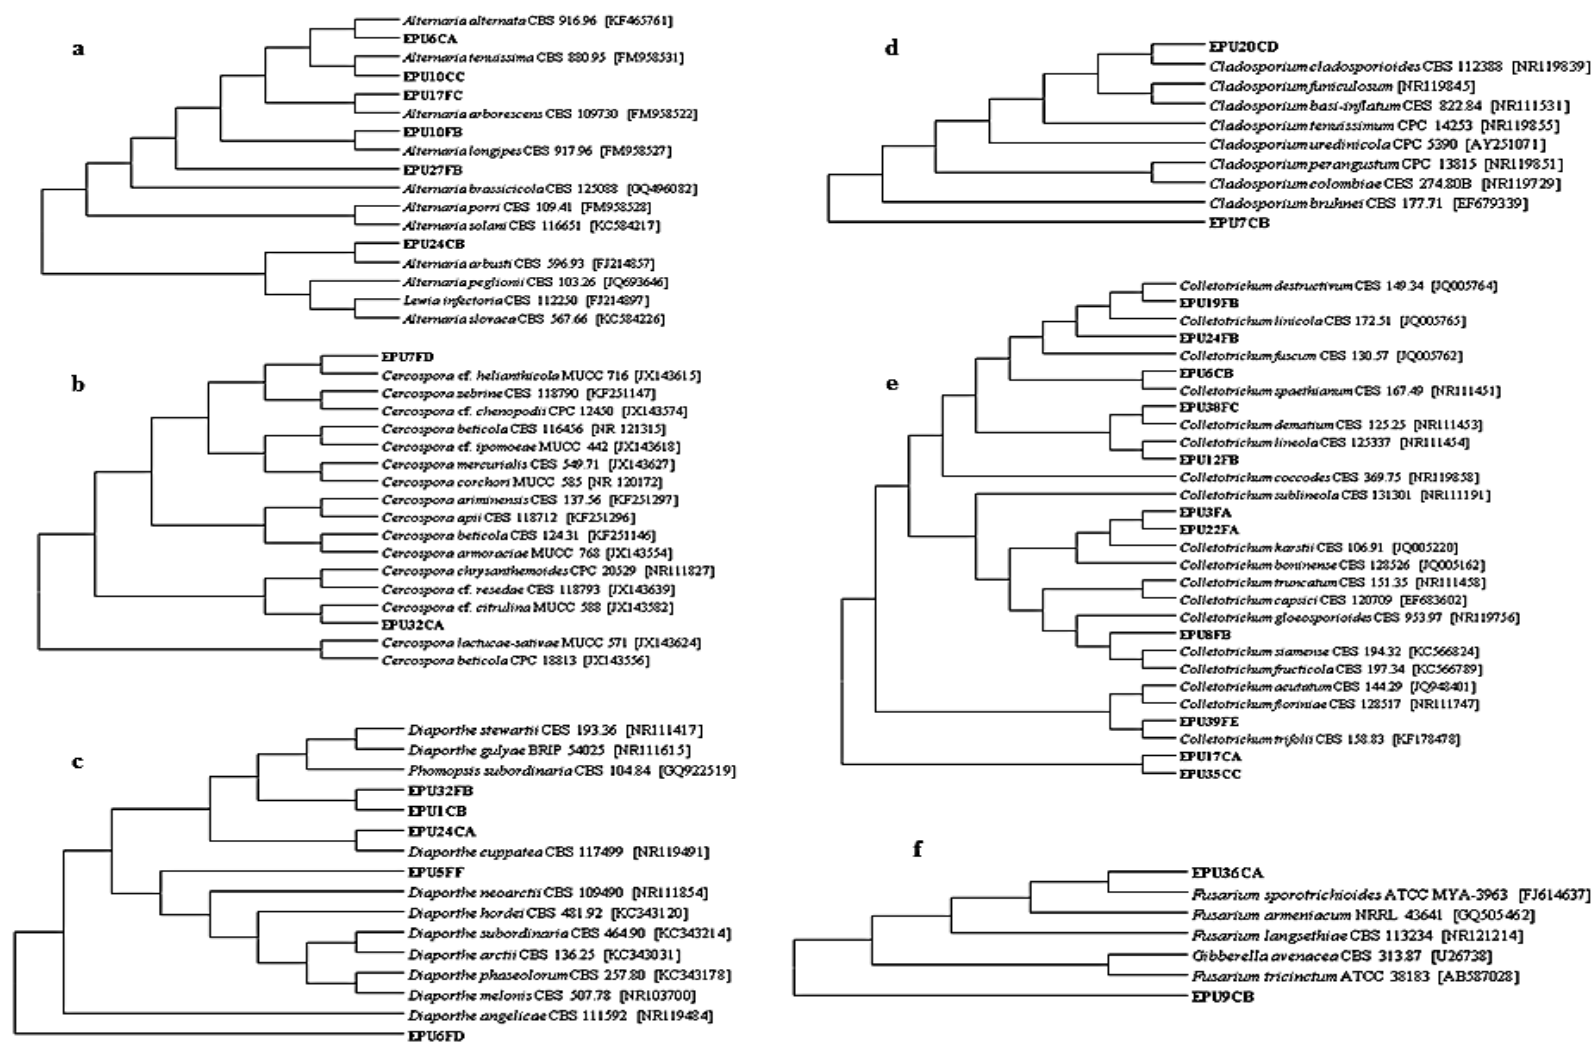 a
Alternaria alternata CBS 916.96 [KF465761]
EPU6CA
Alternaria tenuissima CBS 880.95 [FM958531]
EPU10CC
EPU17FC
Alternaria arborescens CBS 109730 [FM958522]
EPU10FB
Alternaria longipes CBS 917.96 [FM958527]
EPU27FB
Alternaria brassicicola CBS 125088 [GQ496082]
Alternaria porri CBS 109.41 [FM958528]
Alternaria solani CBS 116651 [KC584217]
EPU24CB
Alternaria arbusti CBS 596.93 [FJ214857]
Alternaria peglionii CBS 103.26 [JQ693646]
Lewia infectoria CBS 112250 [FJ214897]
Alternaria slovaca CBS 567.66 [KC584226]
b
EPU7FD
Cercospora cf. helianthicola MUCC 716 [JX143615]
Cercospora zebrine CBS 118790 [KF251147]
Cercospora cf. chenopodii CPC 12450 [JX143574]
Cercospora beticola CBS 116456 [NR 121315]
Cercospora cf. ipomoeae MUCC 442 [JX143618]
Cercospora mercurialis CBS 549.71 [JX143627]
Cercospora corchori MUCC 585 [NR 120172]
Cercospora ariminensis CBS 137.56 [KF251297]
Cercospora apii CBS 118712 [KF251296]
Cercospora beticola CBS 124.31 [KF251146]
Cercospora armoraciae MUCC 768 [JX143554]
Cercospora chrysanthemoides CPC 20529 [NR111827]
Cercospora cf. resedae CBS 118793 [JX143639]
Cercospora cf. citrulina MUCC 588 [JX143582]
EPU32CA
Cercospora lactucae-sativae MUCC 571 [JX143624]
Cercospora beticola CPC 18813 [JX143556]
c
Diaporthe stewartii CBS 193.36 [NR111417]
Diaporthe gulyae BRIP 54025 [NR111615]
Phomopsis subordinaria CBS 104.84 [GQ922519]
EPU32FB
EPU1CB
EPU24CA
Diaporthe cuppatea CBS 117499 [NR119491]
EPU5FF
Diaporthe neoarctii CBS 109490 [NR111854]
Diaporthe hordei CBS 481.92 [KC343120]
Diaporthe subordinaria CBS 464.90 [KC343214]
Diaporthe arctii CBS 136.25 [KC343031]
Diaporthe phaseolorum CBS 257.80 [KC343178]
Diaporthe melonis CBS 507.78 [NR103700]
Diaporthe angelicae CBS 111592 [NR119484]
EPU6FD
d
EPU20CD
Cladosporium cladosporioides CBS 112388 [NR119839]
Cladosporium funiculosum [NR119845]
Cladosporium basi-inflatum CBS 822.84 [NR111531]
Cladosporium tenuissimum CPC 14253 [NR119855]
Cladosporium uredinicola CPC 5390 [AY251071]
Cladosporium perangustum CPC 13815 [NR119851]
Cladosporium colombiae CBS 274.80B [NR119729]
Cladosporium bruhnei CBS 177.71 [EF679339]
EPU7CB
e
Colletotrichum destructivum CBS 149.34 [JQ005764]
EPU19FB
Colletotrichum linicola CBS 172.51 [JQ005765]
EPU24FB
Colletotrichum fuscum CBS 130.57 [JQ005762]
EPU6CB
Colletotrichum spaethianum CBS 167.49 [NR111451]
EPU38FC
Colletotrichum dematium CBS 125.25 [NR111453]
Colletotrichum lineola CBS 125337 [NR111454]
EPU12FB
Colletotrichum coccodes CBS 369.75 [NR119858]
Colletotrichum sublineola CBS 131301 [NR111191]
EPU3FA
EPU22FA
Colletotrichum karstii CBS 106.91 [JQ005220]
Colletotrichum boninense CBS 128526 [JQ005162]
Colletotrichum truncatum CBS 151.35 [NR111458]
Colletotrichum capsici CBS 120709 [EF683602]
Colletotrichum gloeosporioides CBS 953.97 [NR119756]
EPU8FB
Colletotrichum siamense CBS 194.32 [KC566824]
Colletotrichum fructicola CBS 197.34 [KC566789]
Colletotrichum acutatum CBS 144.29 [JQ948401]
Colletotrichum fioriniae CBS 128517 [NR111747]
EPU39FE
Colletotrichum trifolii CBS 158.83 [KF178478]
EPU17CA
EPU35CC
f
EPU36CA
Fusarium sporotrichioides ATCC MYA-3963 [FJ614637]
Fusarium armeniacum NRRL 43641 [GQ505462]
Fusarium langsethiae CBS 113234 [NR121214]
Gibberella avenacea CBS 313.87 [U26738]
Fusarium tricinctum ATCC 38183 [AB587028]
EPU9CB